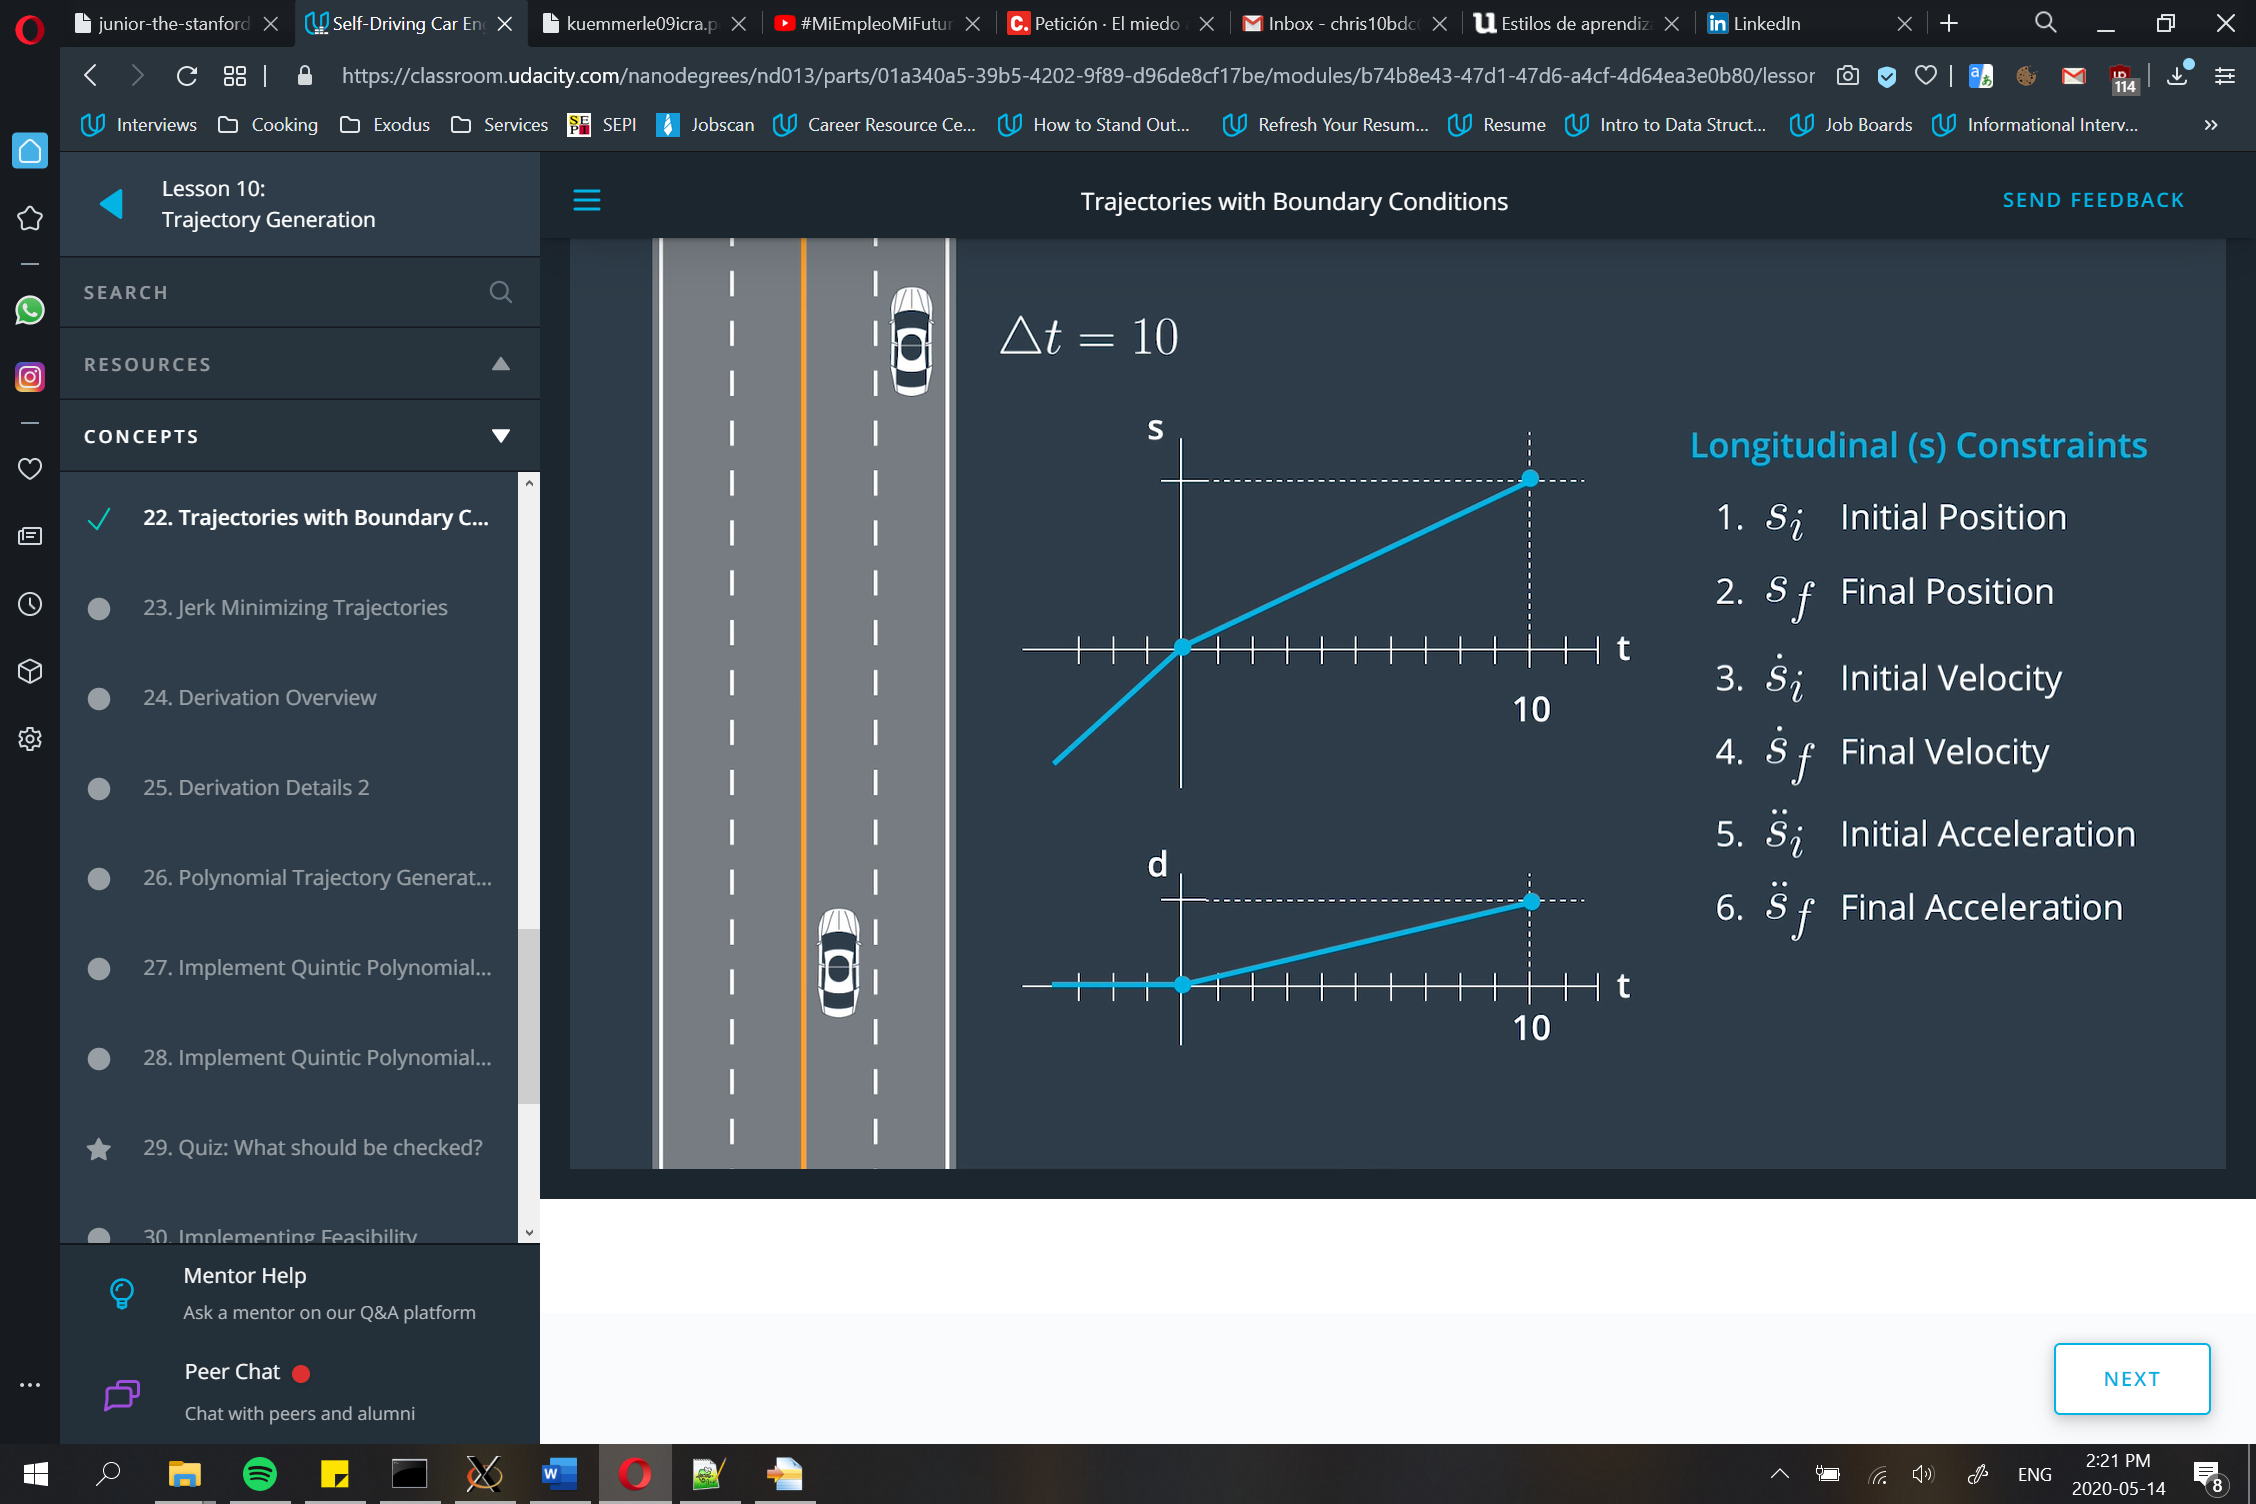 junior-the-stanford
Self-Driving Car En
kuemmerle09icra.p
#MiEmpleoMiFutur
Petición · El miedo
Inbox - chris10bdc
Estilos de aprendiz
LinkedIn
https://classroom.udacity.com/nanodegrees/nd013/parts/01a340a5-39b5-4202-9f89-d96de8cf17be/modules/b74b8e43-47d1-47d6-a4cf-4d64ea3e0b80/lessor
114
Interviews
Cooking
Exodus
Services
SEPI
Jobscan
Career Resource Ce...
How to Stand Out...
Refresh Your Resum...
Resume
Intro to Data Struct...
Job Boards
Informational Interv...
»
Lesson 10:
Trajectory Generation
Trajectories with Boundary Conditions
SEND FEEDBACK
SEARCH
RESOURCES
CONCEPTS
22. Trajectories with Boundary C...
23. Jerk Minimizing Trajectories
24. Derivation Overview
25. Derivation Details 2
26. Polynomial Trajectory Generat...
27. Implement Quintic Polynomial...
28. Implement Quintic Polynomial...
29. Quiz: What should be checked?
30. Implementing Feasibility
Mentor Help
Ask a mentor on our Q&A platform
Peer Chat
Chat with peers and alumni
△t = 10
s
t
10
d
t
10
Longitudinal (s) Constraints
1. sᵢ Initial Position
2. s_f Final Position
3. ṡᵢ Initial Velocity
4. ṡ_f Final Velocity
5. s̈ᵢ Initial Acceleration
6. s̈_f Final Acceleration
NEXT
ENG
2:21 PM
2020-05-14
8